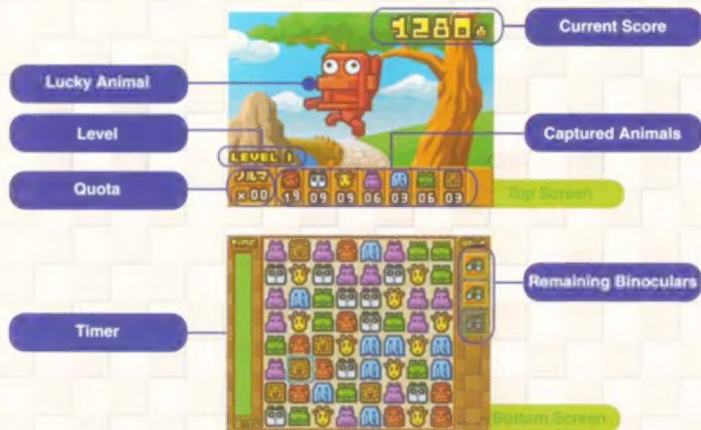 1280
Current Score
Lucky Animal
Level
Captured Animals
LEVEL 1
Quota
ノルマ
×00
19 09 09 06 03 06 03
Top Screen
TIME
Remaining Binoculars
Timer
Bottom Screen